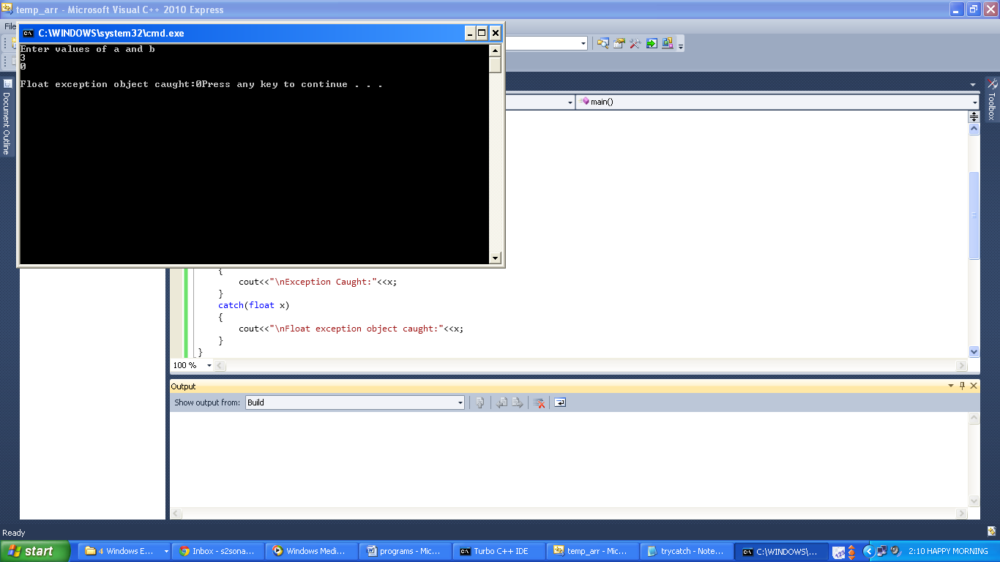 temp_arr - Microsoft Visual C++ 2010 Express
File
C:\WINDOWS\system32\cmd.exe
Enter values of a and b
3
0
Float exception object caught:0Press any key to continue . . .
Document Outline
Toolbox
main()
{
cout<<"\nException Caught:"<<x;
}
catch(float x)
{
cout<<"\nFloat exception object caught:"<<x;
}
}
100 %
Output
Show output from: Build
Ready
start
4 Windows E...
Inbox - s2sona...
Windows Medi...
programs - Mic...
Turbo C++ IDE
temp_arr - Mic...
trycatch - Note...
C:\WINDOWS\...
2:10 HAPPY MORNING